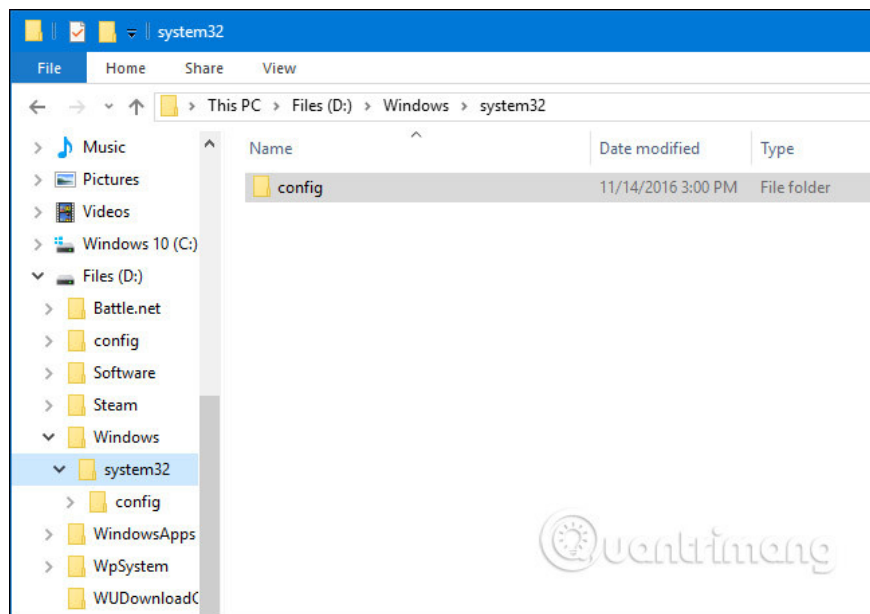 system32
File Home Share View
This PC > Files (D:) > Windows > system32
Name Date modified Type
config 11/14/2016 3:00 PM File folder
Music
Pictures
Videos
Windows 10 (C:)
Files (D:)
Battle.net
config
Software
Steam
Windows
system32
config
WindowsApps
WpSystem
WUDownloadC
Quantrimang